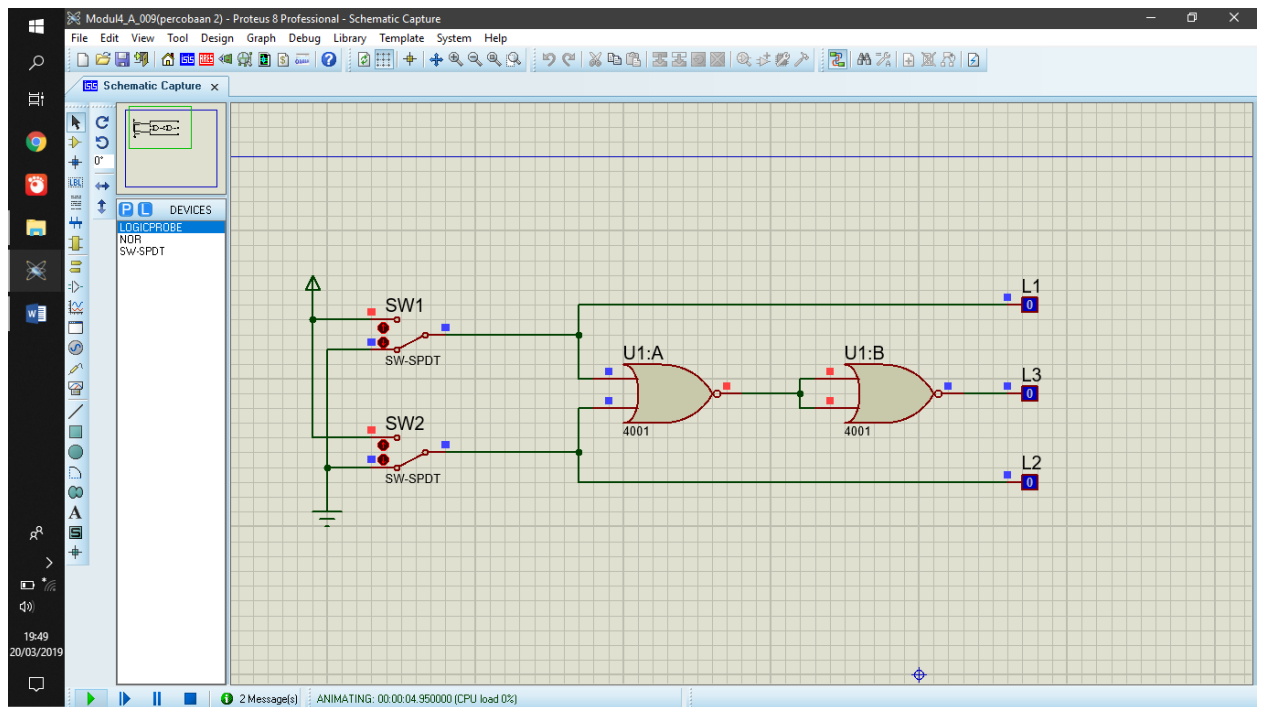 Modul4_A_009(percobaan 2) - Proteus 8 Professional - Schematic Capture
File Edit View Tool Design Graph Debug Library Template System Help
Schematic Capture x
0°
LBL
P L DEVICES
LOGICPROBE
NOR
SW-SPDT
A
S
SW1
SW-SPDT
SW2
SW-SPDT
U1:A
4001
U1:B
4001
L1
0
L3
0
L2
0
19:49
20/03/2019
2 Message(s)
ANIMATING: 00:00:04.950000 (CPU load 0%)